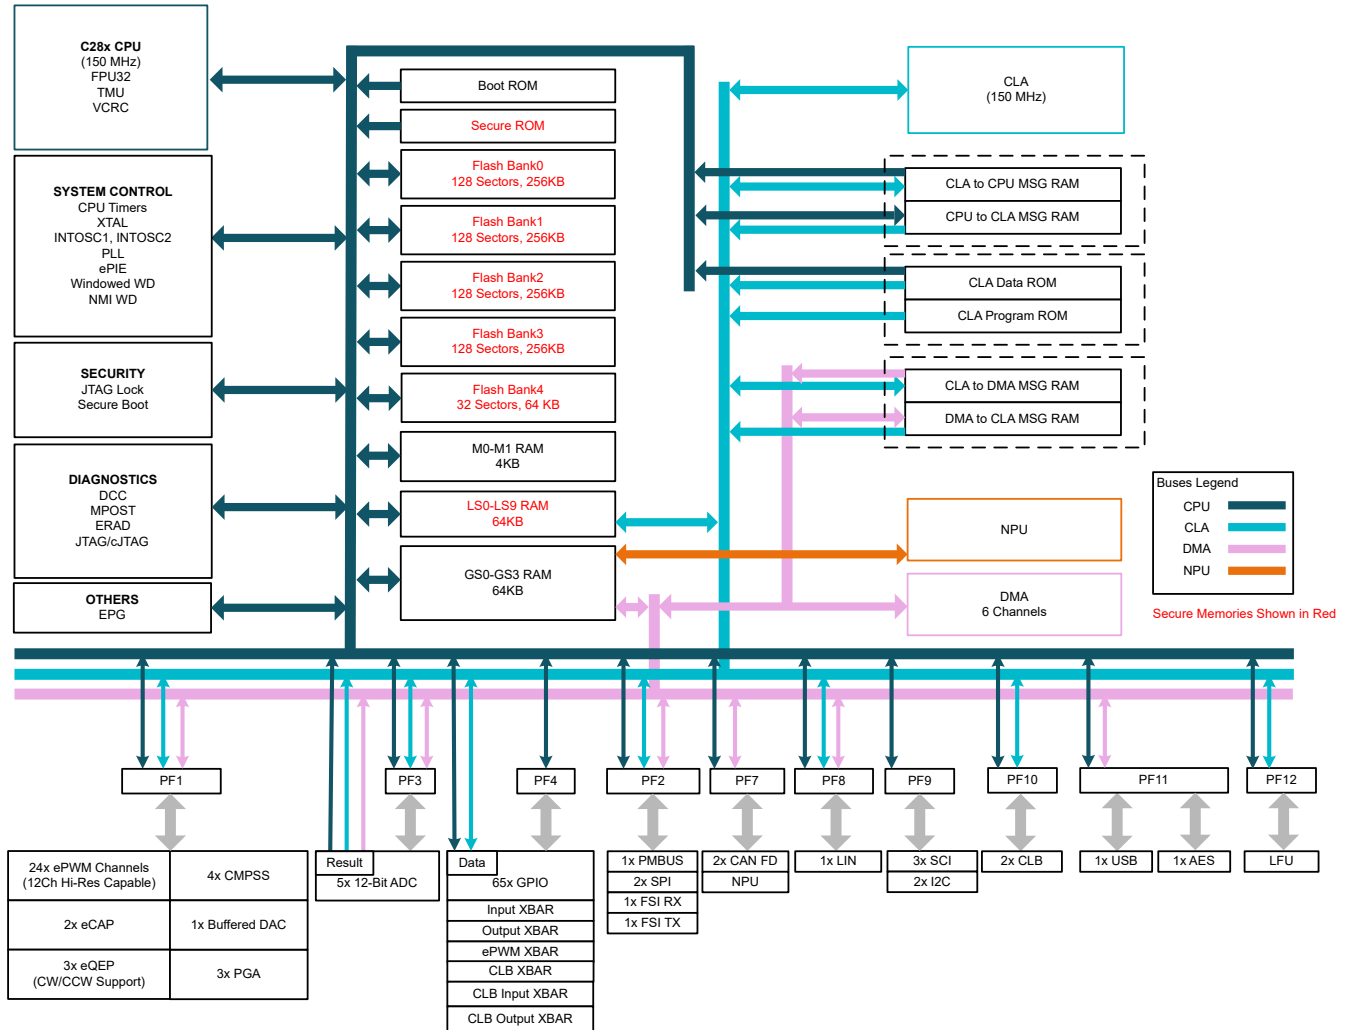 C28x CPU
(150 MHz)
FPU32
TMU
VCRC
SYSTEM CONTROL
CPU Timers
XTAL
INTOSC1, INTOSC2
PLL
ePIE
Windowed WD
NMI WD
SECURITY
JTAG Lock
Secure Boot
DIAGNOSTICS
DCC
MPOST
ERAD
JTAG/cJTAG
OTHERS
EPG
Boot ROM
Secure ROM
Flash Bank0
128 Sectors, 256KB
Flash Bank1
128 Sectors, 256KB
Flash Bank2
128 Sectors, 256KB
Flash Bank3
128 Sectors, 256KB
Flash Bank4
32 Sectors, 64 KB
M0-M1 RAM
4KB
LS0-LS9 RAM
64KB
GS0-GS3 RAM
64KB
CLA
(150 MHz)
CLA to CPU MSG RAM
CPU to CLA MSG RAM
CLA Data ROM
CLA Program ROM
CLA to DMA MSG RAM
DMA to CLA MSG RAM
NPU
DMA
6 Channels
Buses Legend
CPU
CLA
DMA
NPU
Secure Memories Shown in Red
PF1
PF3
PF4
PF2
PF7
PF8
PF9
PF10
PF11
PF12
24x ePWM Channels
(12Ch Hi-Res Capable)
4x CMPSS
2x eCAP
1x Buffered DAC
3x eQEP
(CW/CCW Support)
3x PGA
Result
5x 12-Bit ADC
Data
65x GPIO
Input XBAR
Output XBAR
ePWM XBAR
CLB XBAR
CLB Input XBAR
CLB Output XBAR
1x PMBUS
2x SPI
1x FSI RX
1x FSI TX
2x CAN FD
NPU
1x LIN
3x SCI
2x I2C
2x CLB
1x USB
1x AES
LFU